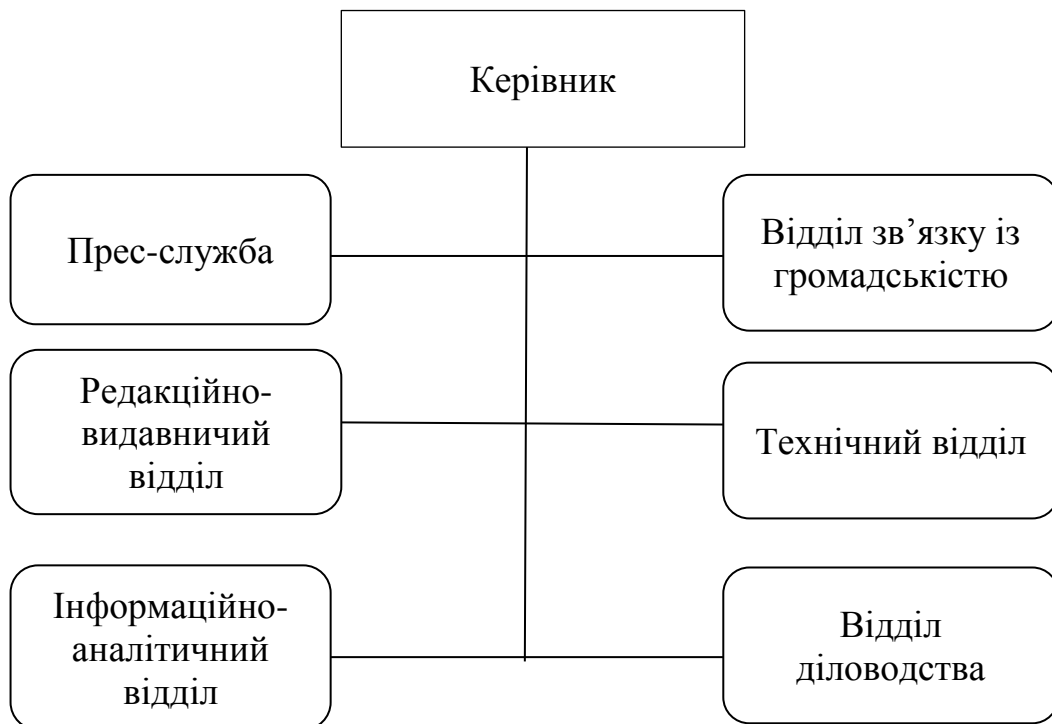 Керівник
Прес-служба
Відділ зв’язку із
громадськістю
Редакційно-
видавничий
відділ
Технічний відділ
Інформаційно-
аналітичний
відділ
Відділ
діловодства